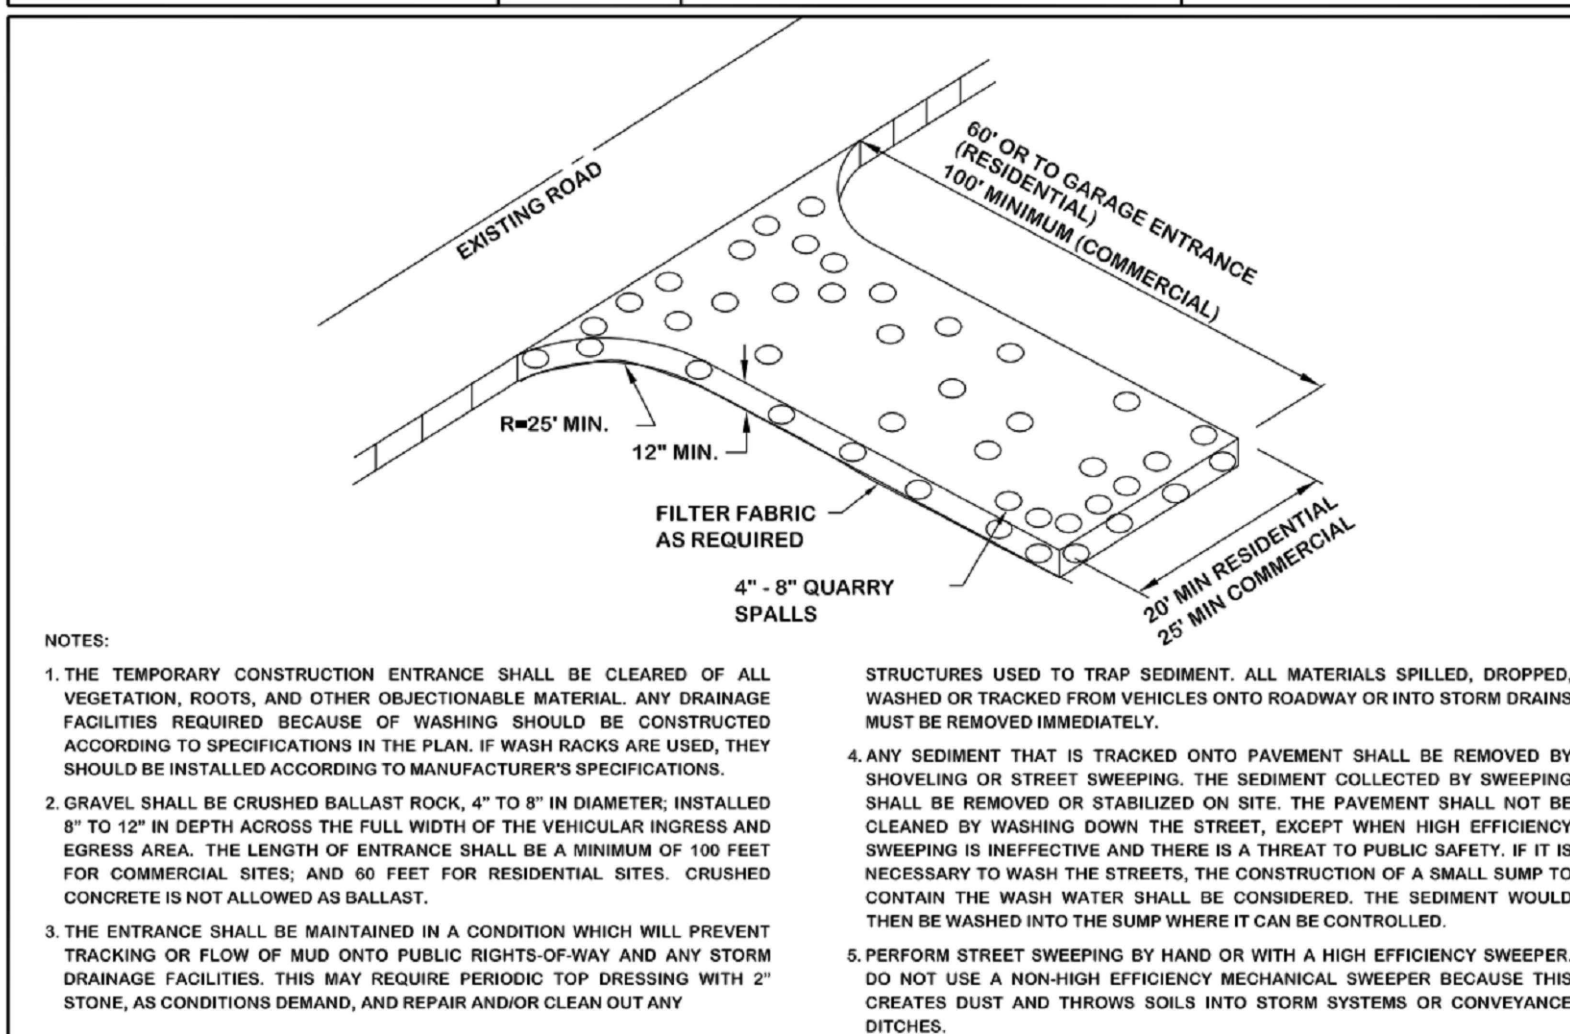 EXISTING ROAD
60' OR TO GARAGE ENTRANCE
(RESIDENTIAL)
100' MINIMUM (COMMERCIAL)
R=25' MIN.
12" MIN.
FILTER FABRIC
AS REQUIRED
4" - 8" QUARRY
SPALLS
20' MIN RESIDENTIAL
25' MIN COMMERCIAL
NOTES:
1. THE TEMPORARY CONSTRUCTION ENTRANCE SHALL BE CLEARED OF ALL
VEGETATION, ROOTS, AND OTHER OBJECTIONABLE MATERIAL. ANY DRAINAGE
FACILITIES REQUIRED BECAUSE OF WASHING SHOULD BE CONSTRUCTED
ACCORDING TO SPECIFICATIONS IN THE PLAN. IF WASH RACKS ARE USED, THEY
SHOULD BE INSTALLED ACCORDING TO MANUFACTURER'S SPECIFICATIONS.
2. GRAVEL SHALL BE CRUSHED BALLAST ROCK, 4" TO 8" IN DIAMETER; INSTALLED
8" TO 12" IN DEPTH ACROSS THE FULL WIDTH OF THE VEHICULAR INGRESS AND
EGRESS AREA. THE LENGTH OF ENTRANCE SHALL BE A MINIMUM OF 100 FEET
FOR COMMERCIAL SITES; AND 60 FEET FOR RESIDENTIAL SITES. CRUSHED
CONCRETE IS NOT ALLOWED AS BALLAST.
3. THE ENTRANCE SHALL BE MAINTAINED IN A CONDITION WHICH WILL PREVENT
TRACKING OR FLOW OF MUD ONTO PUBLIC RIGHTS-OF-WAY AND ANY STORM
DRAINAGE FACILITIES. THIS MAY REQUIRE PERIODIC TOP DRESSING WITH 2"
STONE, AS CONDITIONS DEMAND, AND REPAIR AND/OR CLEAN OUT ANY
STRUCTURES USED TO TRAP SEDIMENT. ALL MATERIALS SPILLED, DROPPED,
WASHED OR TRACKED FROM VEHICLES ONTO ROADWAY OR INTO STORM DRAINS
MUST BE REMOVED IMMEDIATELY.
4. ANY SEDIMENT THAT IS TRACKED ONTO PAVEMENT SHALL BE REMOVED BY
SHOVELING OR STREET SWEEPING. THE SEDIMENT COLLECTED BY SWEEPING
SHALL BE REMOVED OR STABILIZED ON SITE. THE PAVEMENT SHALL NOT BE
CLEANED BY WASHING DOWN THE STREET, EXCEPT WHEN HIGH EFFICIENCY
SWEEPING IS INEFFECTIVE AND THERE IS A THREAT TO PUBLIC SAFETY. IF IT IS
NECESSARY TO WASH THE STREETS, THE CONSTRUCTION OF A SMALL SUMP TO
CONTAIN THE WASH WATER SHALL BE CONSIDERED. THE SEDIMENT WOULD
THEN BE WASHED INTO THE SUMP WHERE IT CAN BE CONTROLLED.
5. PERFORM STREET SWEEPING BY HAND OR WITH A HIGH EFFICIENCY SWEEPER.
DO NOT USE A NON-HIGH EFFICIENCY MECHANICAL SWEEPER BECAUSE THIS
CREATES DUST AND THROWS SOILS INTO STORM SYSTEMS OR CONVEYANCE
DITCHES.